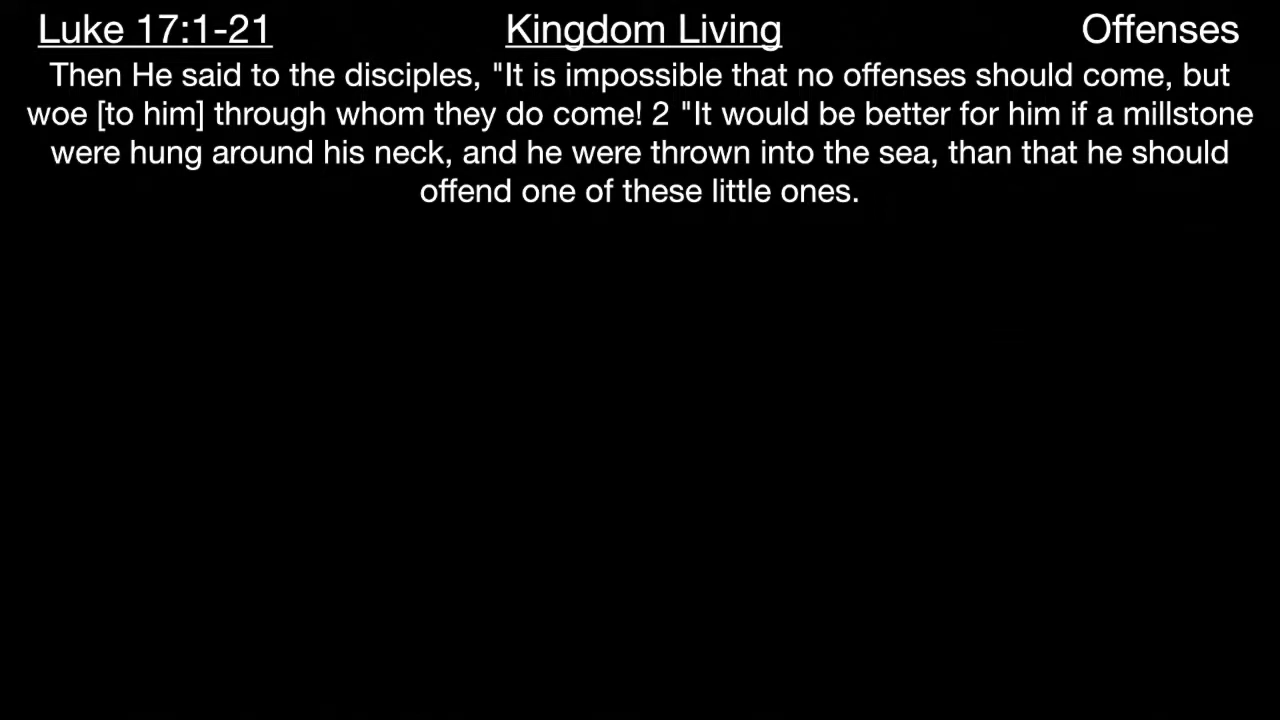 Luke 17:1-21 Kingdom Living Offenses
Then He said to the disciples, "It is impossible that no offenses should come, but
woe [to him] through whom they do come! 2 "It would be better for him if a millstone
were hung around his neck, and he were thrown into the sea, than that he should
offend one of these little ones.